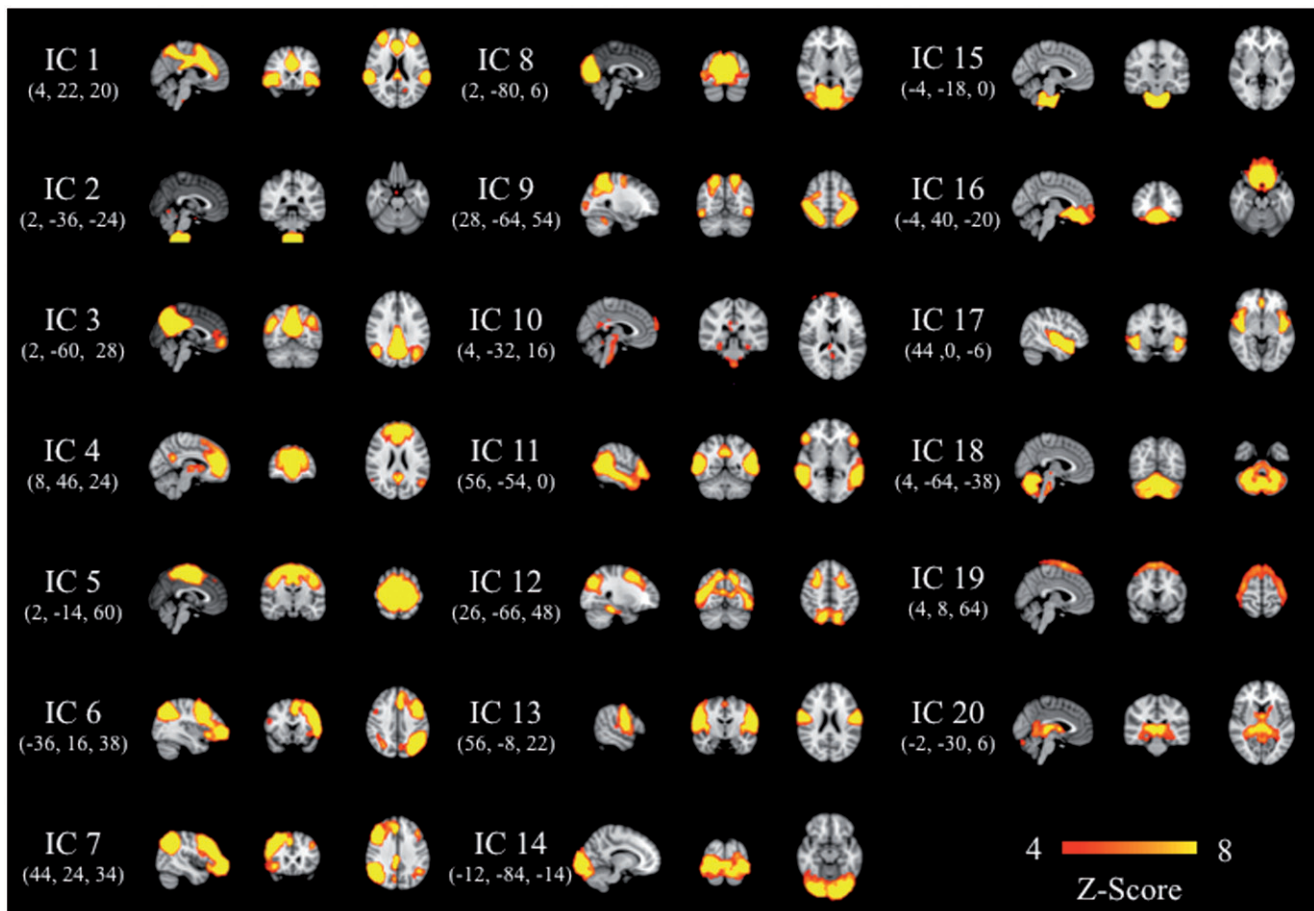 IC 1
(4, 22, 20)
IC 2
(2, -36, -24)
IC 3
(2, -60, 28)
IC 4
(8, 46, 24)
IC 5
(2, -14, 60)
IC 6
(-36, 16, 38)
IC 7
(44, 24, 34)
IC 8
(2, -80, 6)
IC 9
(28, -64, 54)
IC 10
(4, -32, 16)
IC 11
(56, -54, 0)
IC 12
(26, -66, 48)
IC 13
(56, -8, 22)
IC 14
(-12, -84, -14)
IC 15
(-4, -18, 0)
IC 16
(-4, 40, -20)
IC 17
(44 ,0, -6)
IC 18
(4, -64, -38)
IC 19
(4, 8, 64)
IC 20
(-2, -30, 6)
4 8
Z-Score